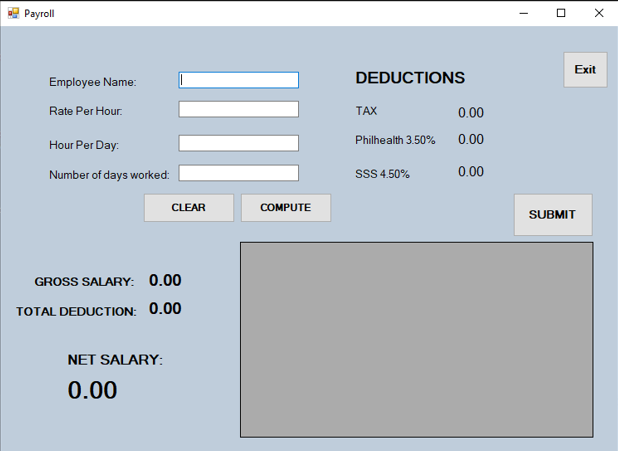 Payroll
Exit
DEDUCTIONS
Employee Name:
Rate Per Hour:
TAX 0.00
Hour Per Day:
Philhealth 3.50% 0.00
Number of days worked:
SSS 4.50% 0.00
CLEAR COMPUTE
SUBMIT
GROSS SALARY: 0.00
TOTAL DEDUCTION: 0.00
NET SALARY:
0.00